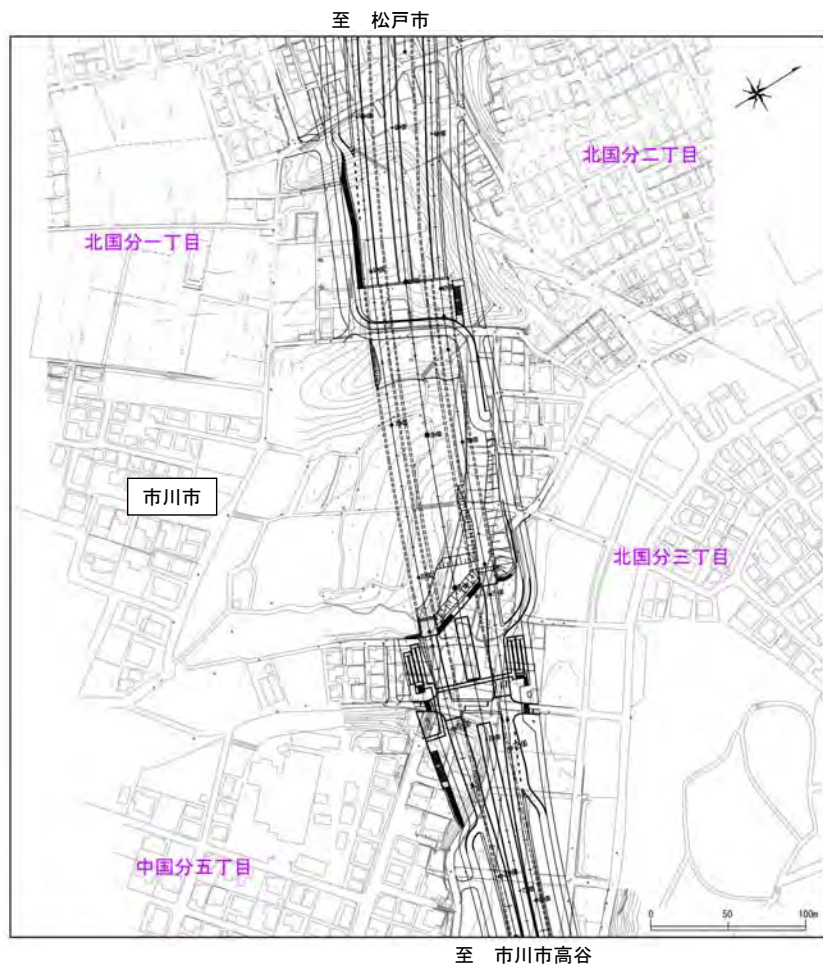 至 松戸市
北国分二丁目
北国分一丁目
市川市
北国分三丁目
中国分五丁目
0 50 100m
至 市川市高谷